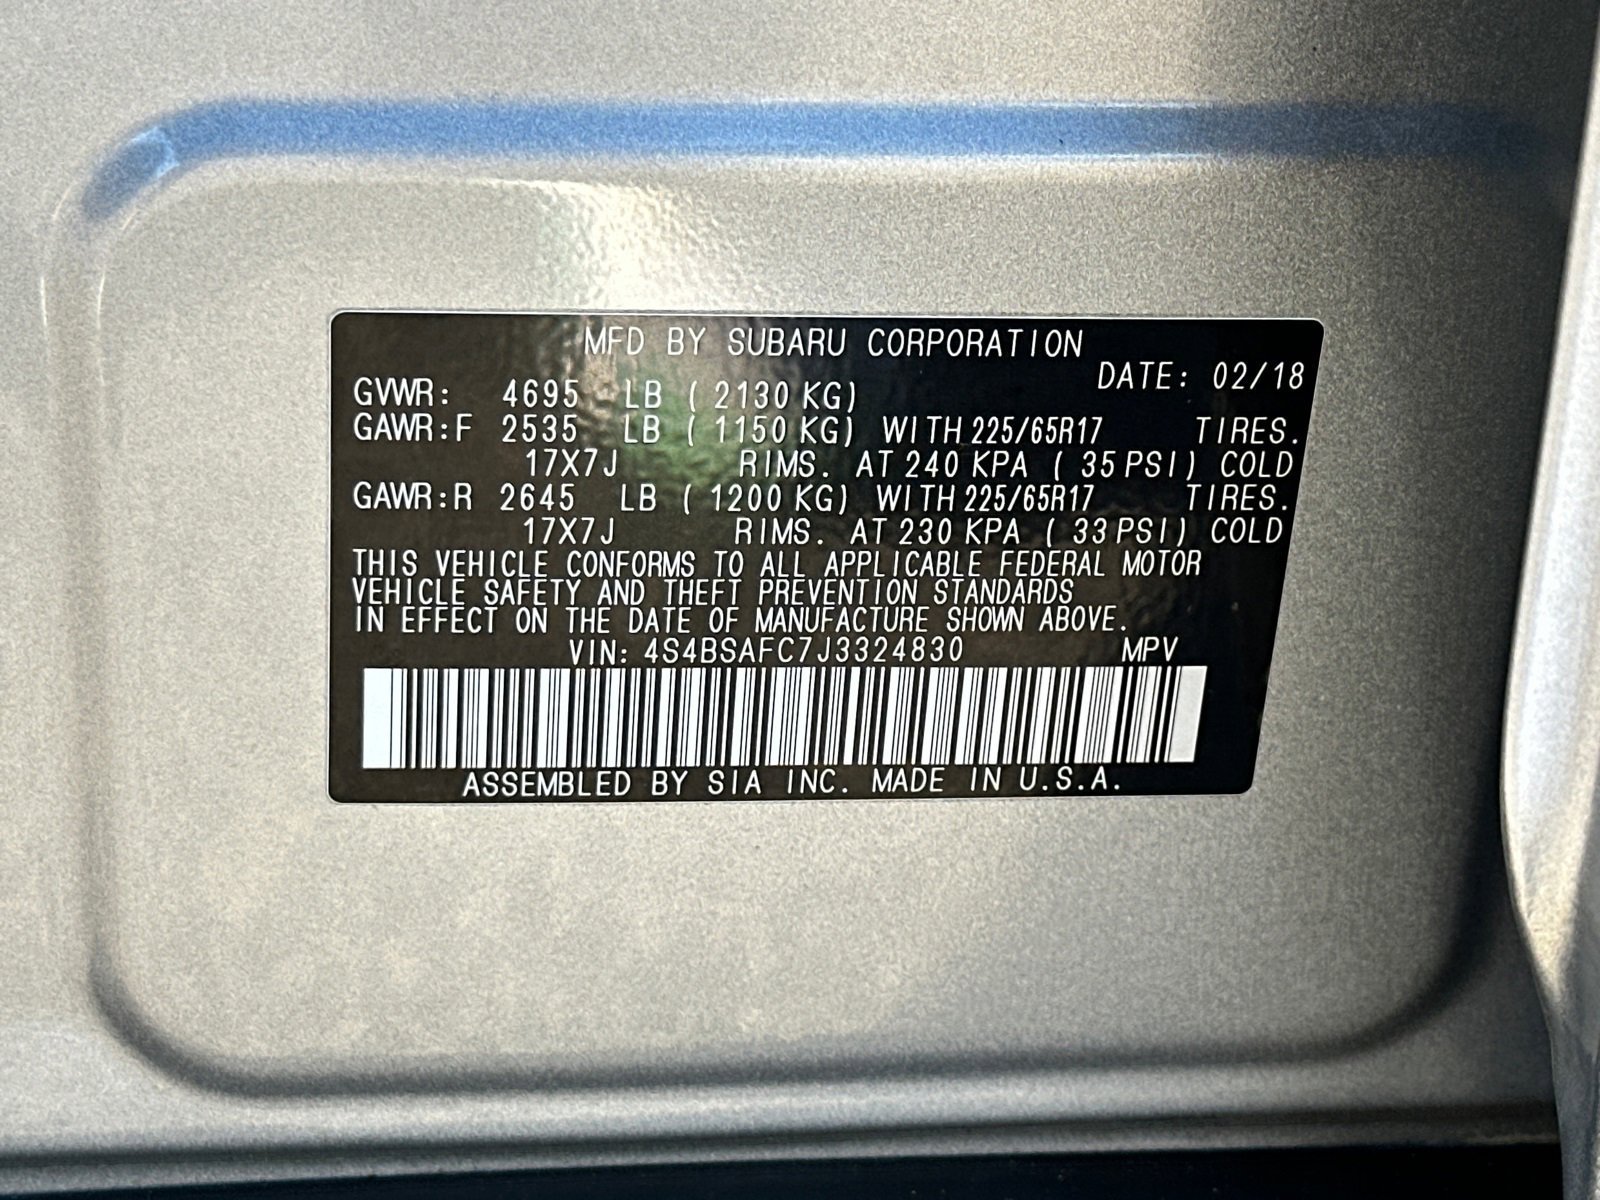 MFD BY SUBARU CORPORATION
DATE: 02/18
GVWR: 4695 LB ( 2130 KG)
GAWR:F 2535 LB ( 1150 KG) WITH 225/65R17 TIRES.
17X7J RIMS. AT 240 KPA ( 35 PSI) COLD
GAWR:R 2645 LB ( 1200 KG) WITH 225/65R17 TIRES.
17X7J RIMS. AT 230 KPA ( 33 PSI) COLD
THIS VEHICLE CONFORMS TO ALL APPLICABLE FEDERAL MOTOR
VEHICLE SAFETY AND THEFT PREVENTION STANDARDS
IN EFFECT ON THE DATE OF MANUFACTURE SHOWN ABOVE.
VIN: 4S4BSAFC7J3324830 MPV
ASSEMBLED BY SIA INC. MADE IN U.S.A.